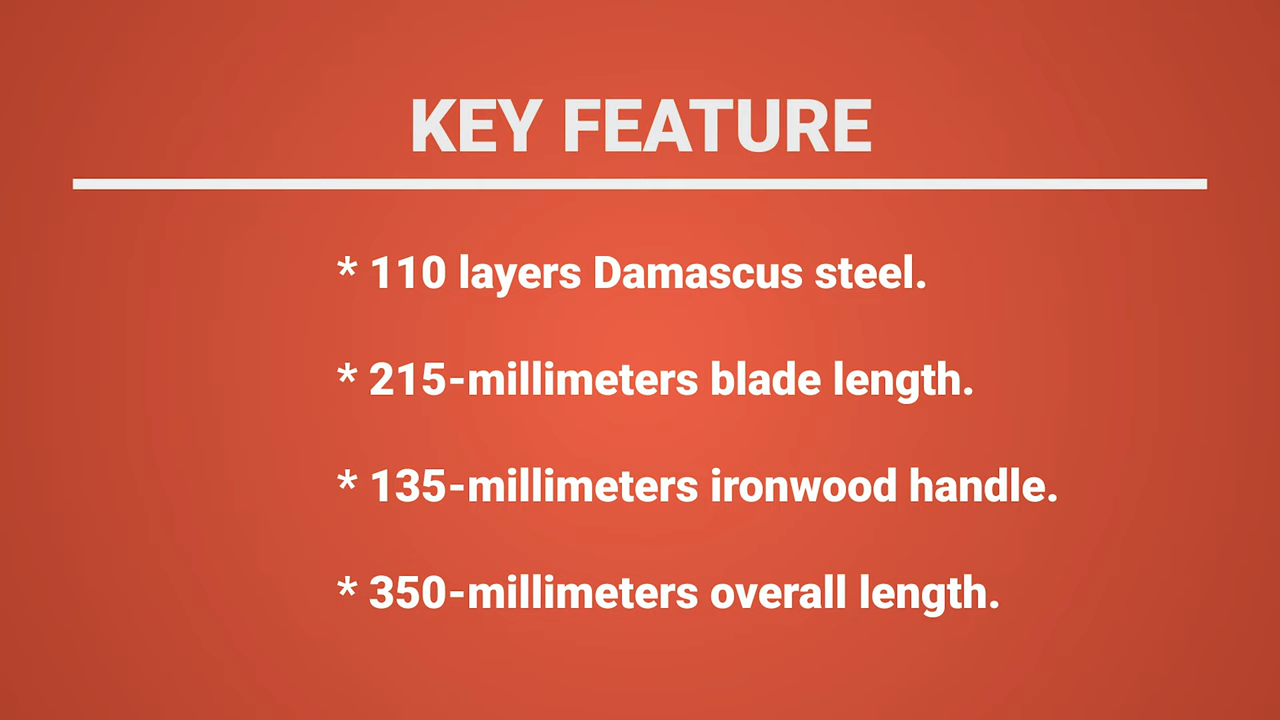 KEY FEATURE
* 110 layers Damascus steel.
* 215-millimeters blade length.
* 135-millimeters ironwood handle.
* 350-millimeters overall length.